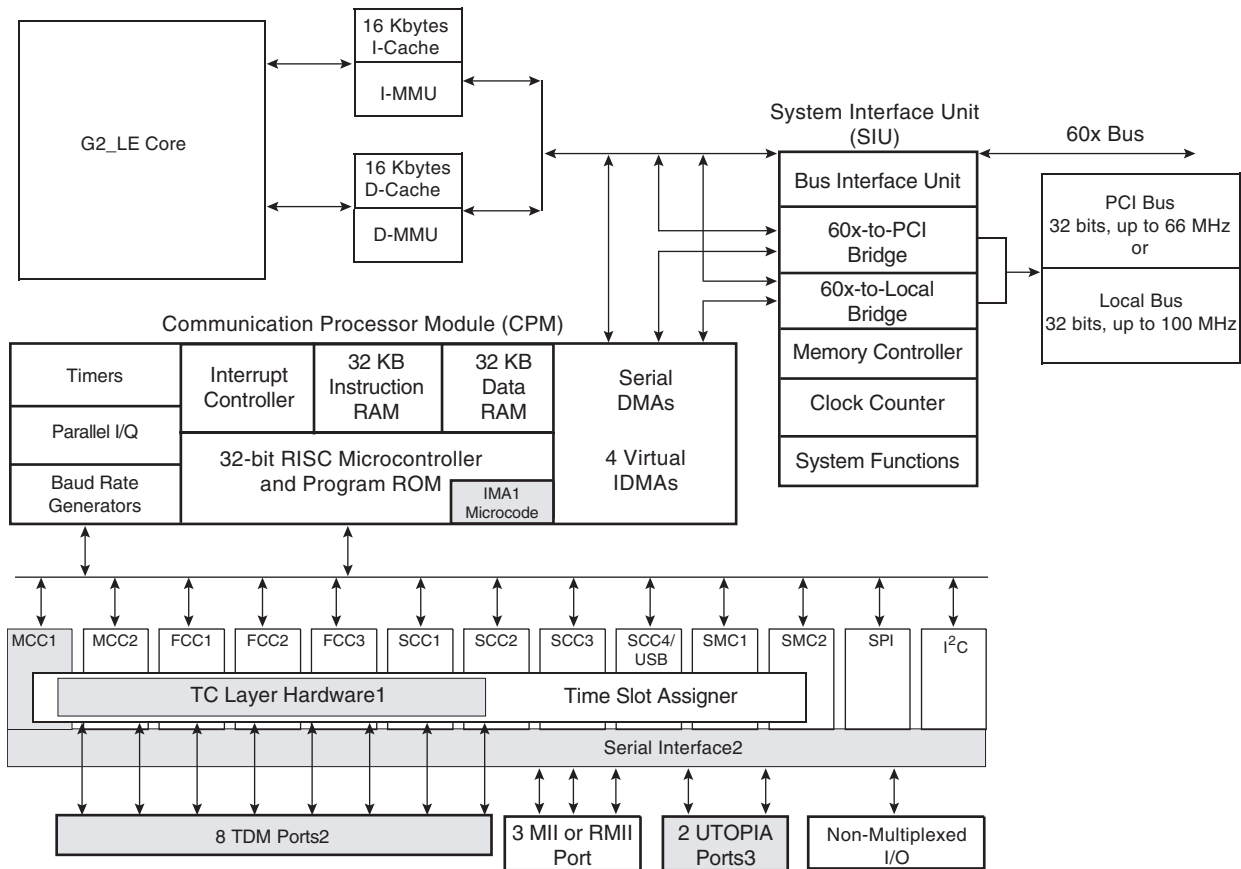 G2_LE Core
16 Kbytes
I-Cache
I-MMU
16 Kbytes
D-Cache
D-MMU
System Interface Unit
(SIU)
60x Bus
Bus Interface Unit
60x-to-PCI
Bridge
60x-to-Local
Bridge
Memory Controller
Clock Counter
System Functions
PCI Bus
32 bits, up to 66 MHz
or
Local Bus
32 bits, up to 100 MHz
Communication Processor Module (CPM)
Timers
Parallel I/Q
Baud Rate
Generators
Interrupt
Controller
32 KB
Instruction
RAM
32 KB
Data
RAM
32-bit RISC Microcontroller
and Program ROM
IMA1
Microcode
Serial
DMAs
4 Virtual
IDMAs
MCC1
MCC2
FCC1
FCC2
FCC3
SCC1
SCC2
SCC3
SCC4/
USB
SMC1
SMC2
SPI
I²C
TC Layer Hardware1
Time Slot Assigner
Serial Interface2
8 TDM Ports2
3 MII or RMII
Port
2 UTOPIA
Ports3
Non-Multiplexed
I/O